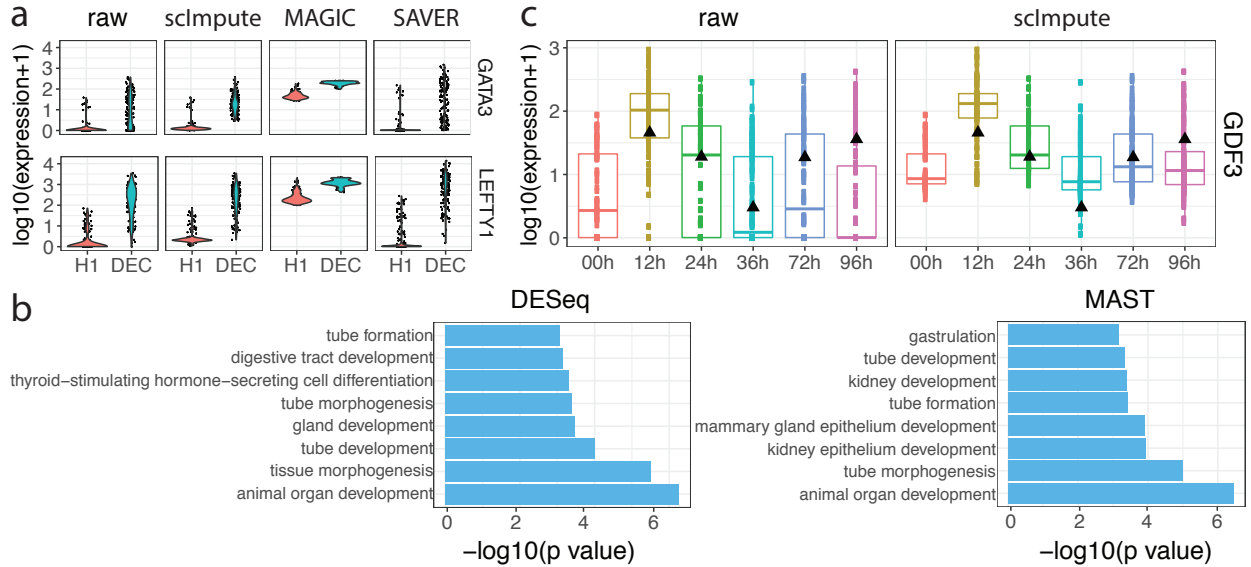 a
raw
scImpute
MAGIC
SAVER
log10(expression+1)
4
3
2
1
0
GATA3
4
3
2
1
0
LEFTY1
H1 DEC
H1 DEC
H1 DEC
H1 DEC
c
raw
scImpute
log10(expression+1)
3
2
1
0
GDF3
00h 12h 24h 36h 72h 96h
00h 12h 24h 36h 72h 96h
b
DESeq
tube formation
digestive tract development
thyroid−stimulating hormone−secreting cell differentiation
tube morphogenesis
gland development
tube development
tissue morphogenesis
animal organ development
0 2 4 6
−log10(p value)
MAST
gastrulation
tube development
kidney development
tube formation
mammary gland epithelium development
kidney epithelium development
tube morphogenesis
animal organ development
0 2 4 6
−log10(p value)